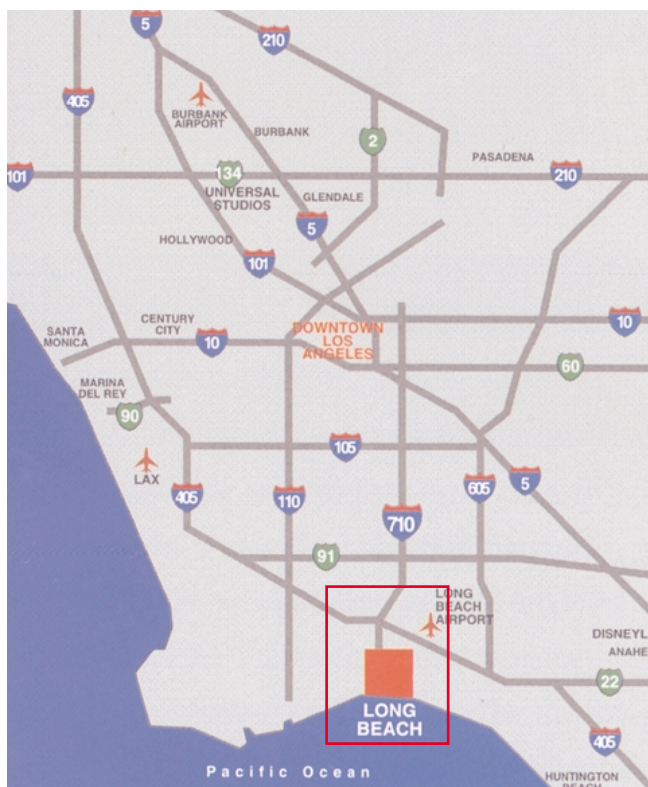 5
210
405
BURBANK
AIRPORT
BURBANK
2
PASADENA
101
134
210
UNIVERSAL
STUDIOS
GLENDALE
5
HOLLYWOOD
101
SANTA
MONICA
CENTURY
CITY
10
DOWNTOWN
LOS
ANGELES
10
60
MARINA
DEL REY
90
105
LAX
405
110
710
605
5
91
LONG
BEACH
AIRPORT
DISNEYL
ANAHE
22
LONG
BEACH
405
Pacific Ocean
HUNTINGTON
BEACH